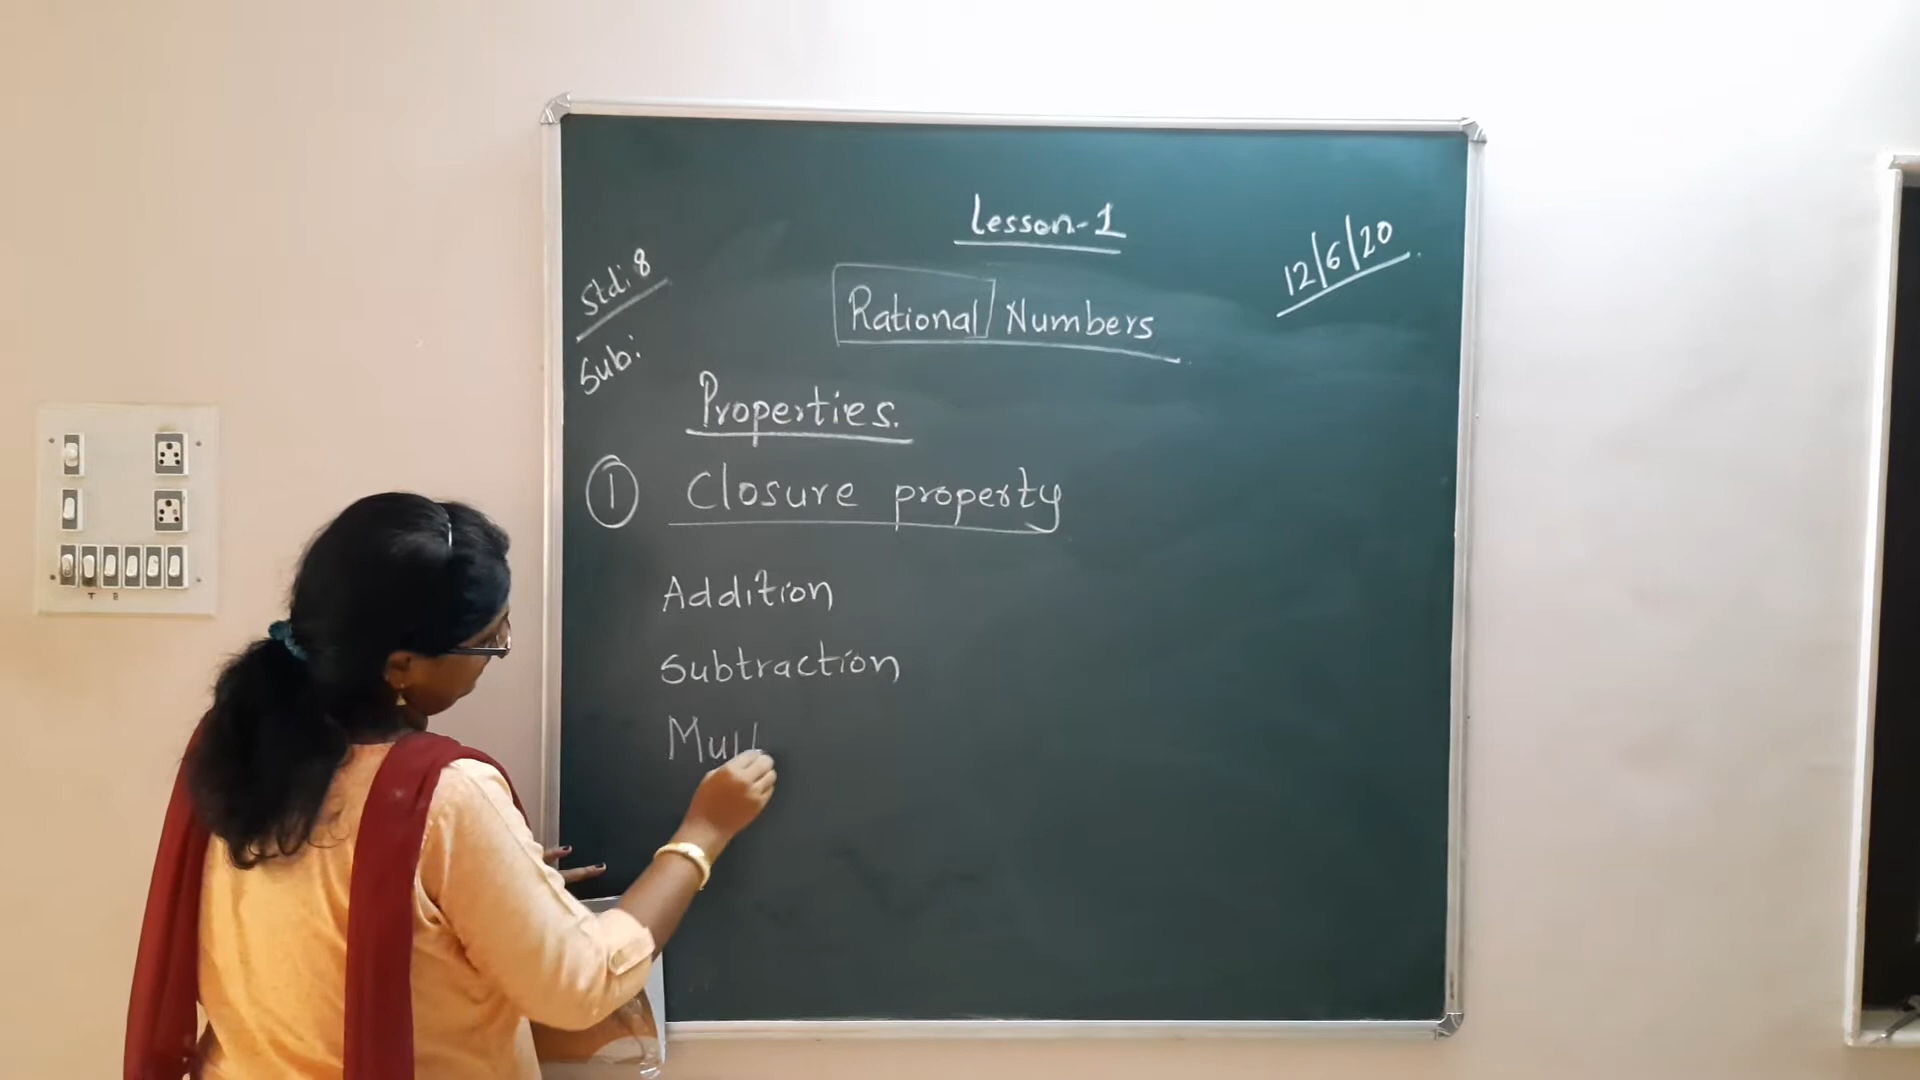 Lesson-1
12/6/20
Std: 8
Rational Numbers
Sub:
Properties.
1 Closure property
Addition
Subtraction
Mul